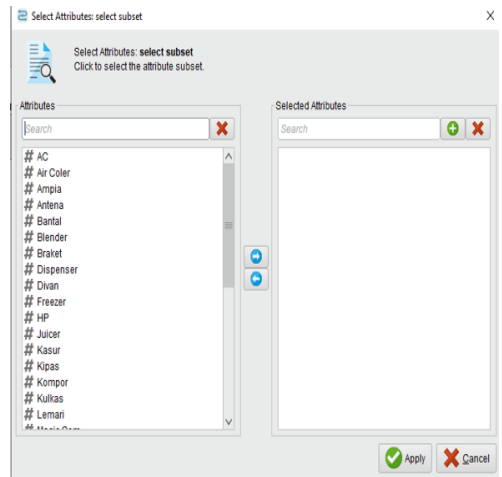 Select Attributes: select subset
X
Select Attributes: select subset
Click to select the attribute subset.
Attributes
Search
# AC
# Air Coler
# Ampia
# Antena
# Bantal
# Blender
# Braket
# Dispenser
# Divan
# Freezer
# HP
# Juicer
# Kasur
# Kipas
# Kompor
# Kulkas
# Lemari
Selected Attributes
Search
Apply
Cancel